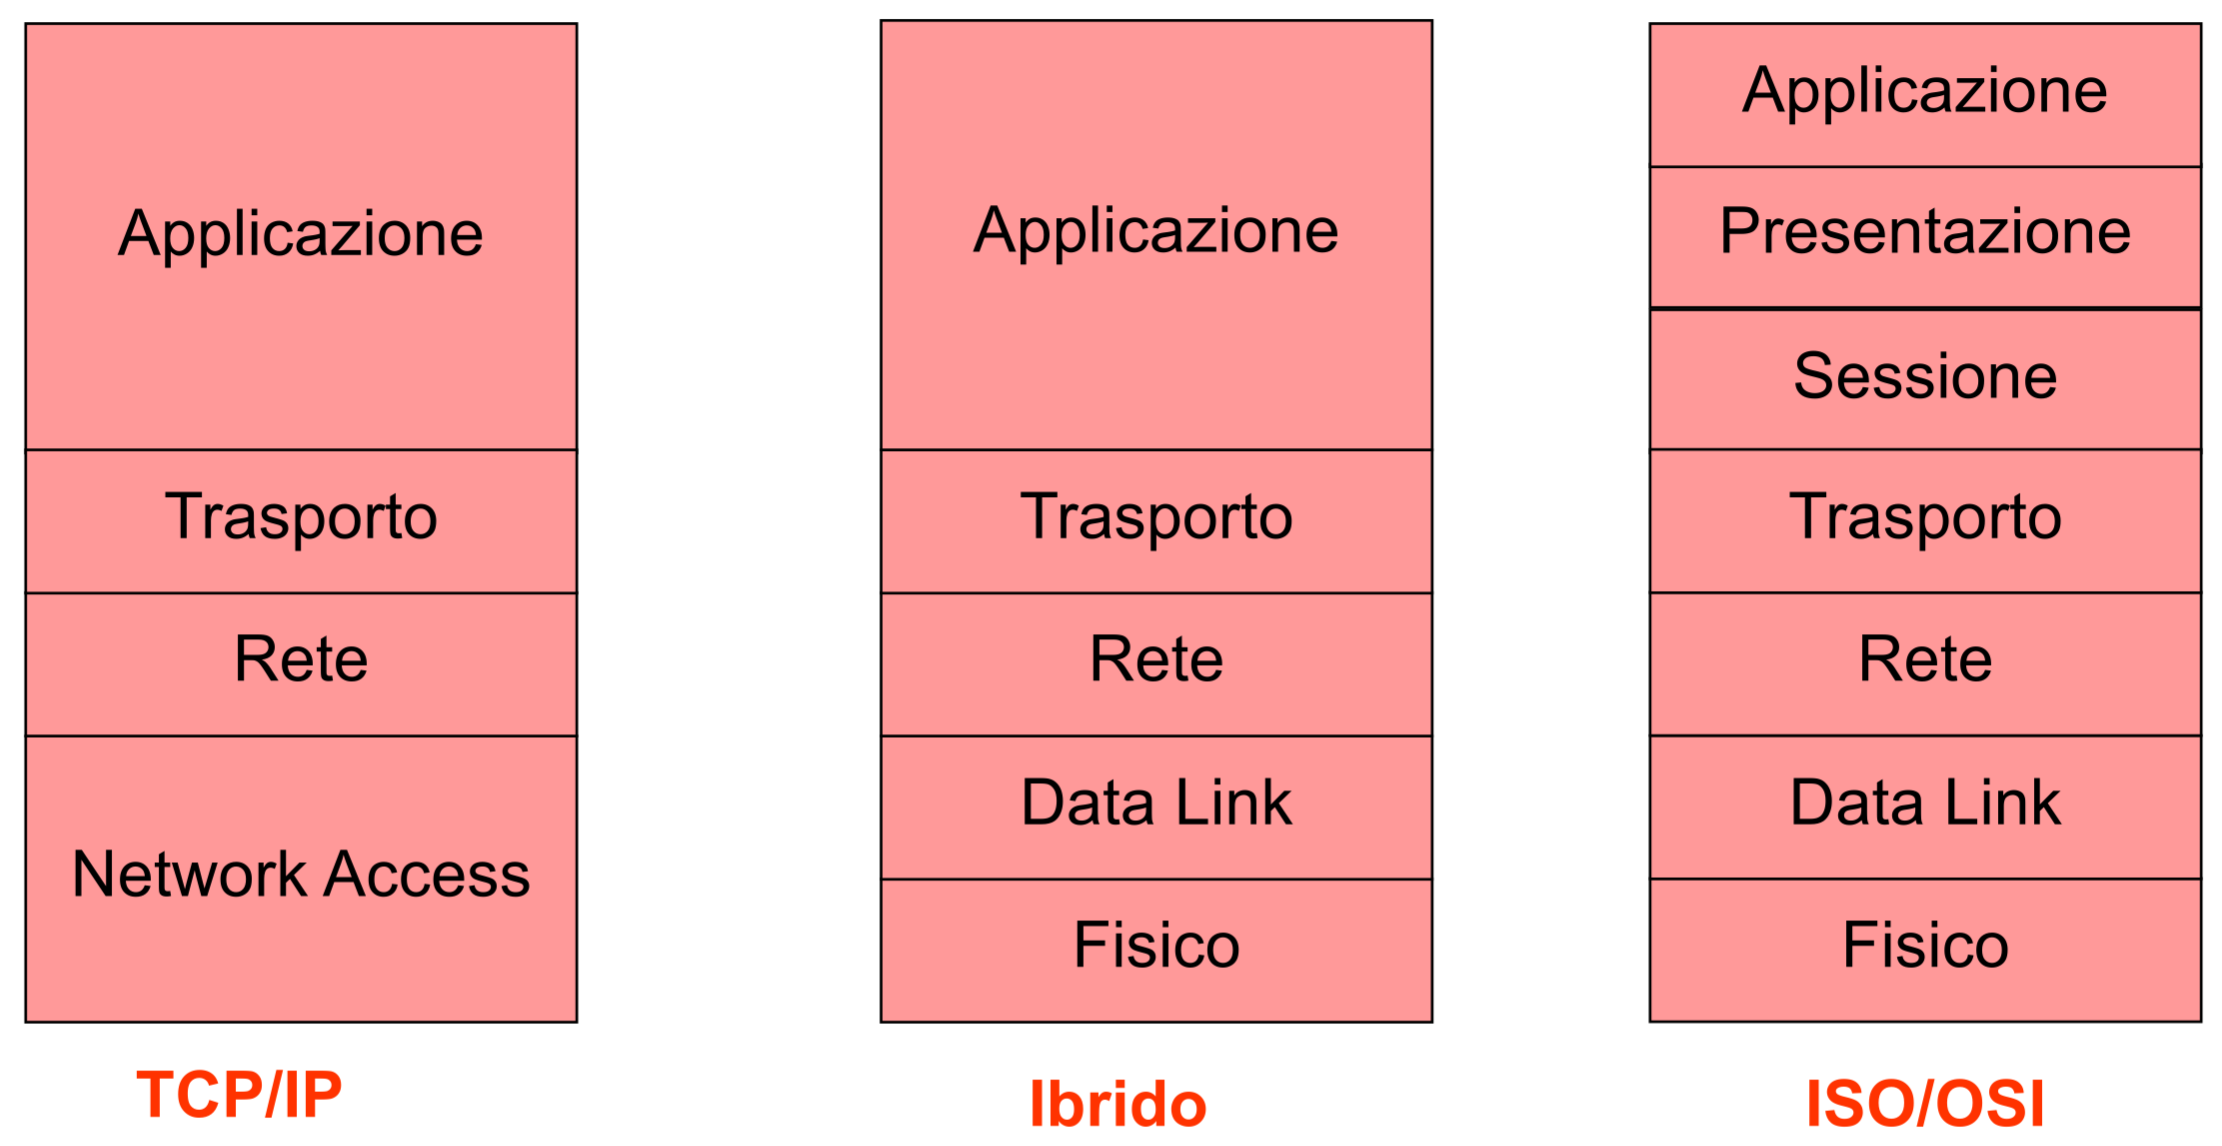 Applicazione
Trasporto
Rete
Network Access
TCP/IP
Applicazione
Trasporto
Rete
Data Link
Fisico
Ibrido
Applicazione
Presentazione
Sessione
Trasporto
Rete
Data Link
Fisico
ISO/OSI